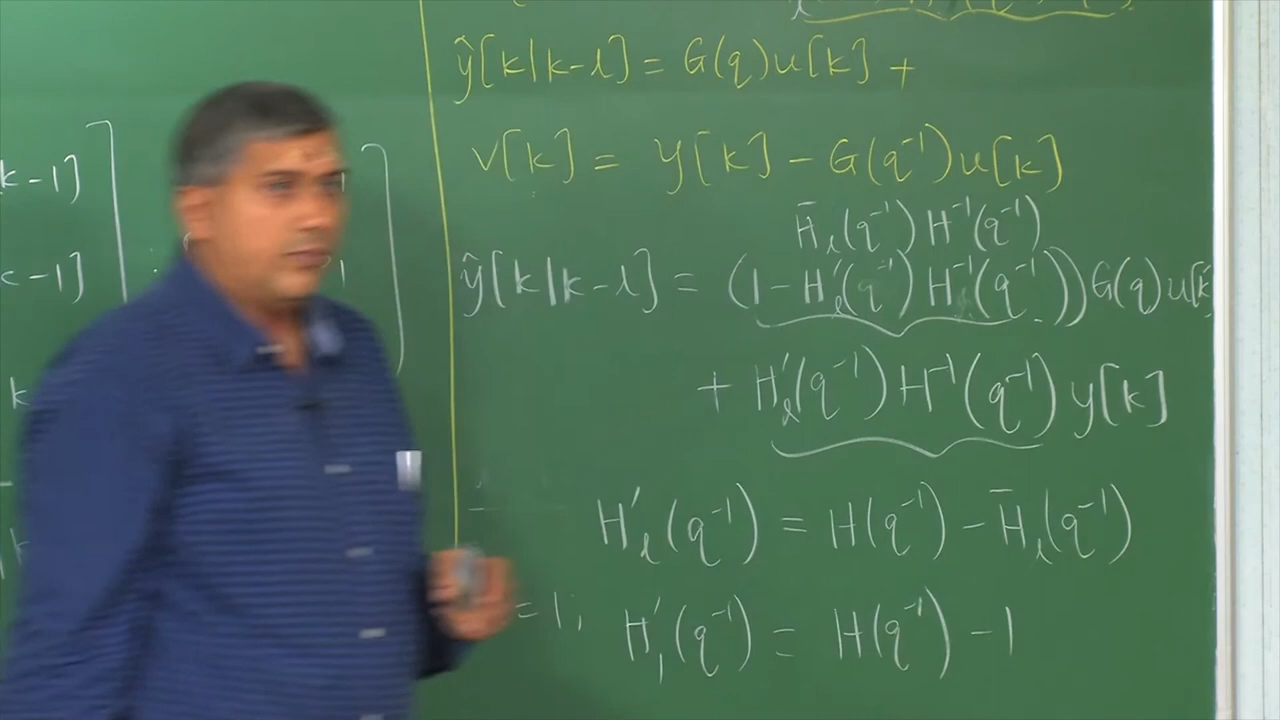 ŷ[k|k-l] = G(q)u[k] +
v[k] = y[k] - G(q⁻¹)u[k]
k-1]
H̄ₗ(q⁻¹)H⁻¹(q⁻¹)
ŷ[k|k-l] = (1-H'ₗ(q⁻¹)H⁻¹(q⁻¹))G(q)u[k]
-1]
+ H'ₗ(q⁻¹)H⁻¹(q⁻¹)y[k]
k
H'ₗ(q⁻¹) = H(q⁻¹) - H̄ₗ(q⁻¹)
=1, H'₁(q⁻¹) = H(q⁻¹) -1